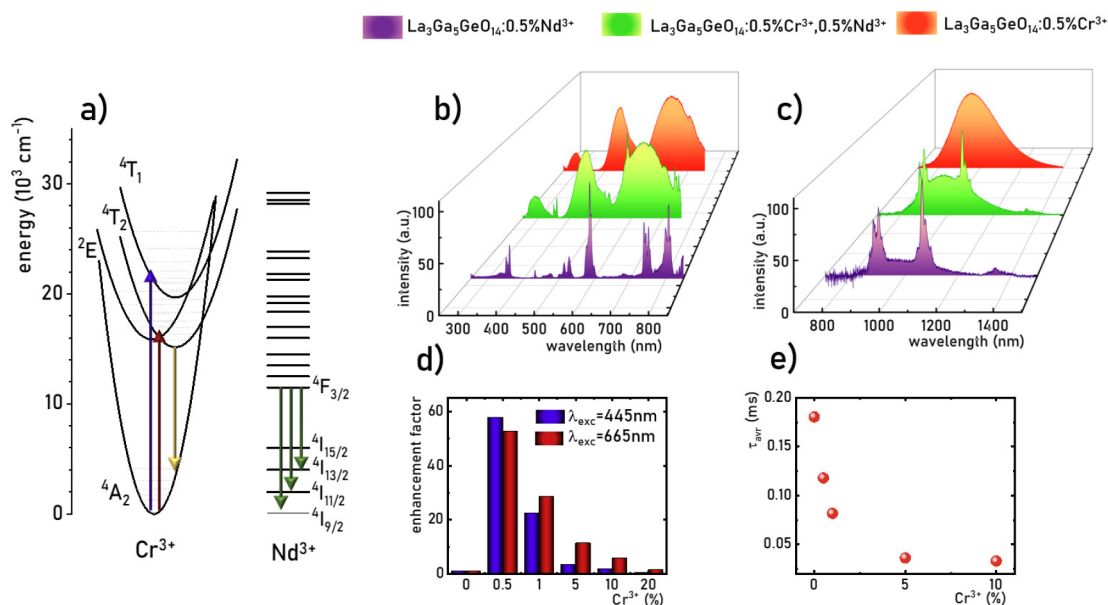 La₃Ga₅GeO₁₄:0.5%Nd³⁺
La₃Ga₅GeO₁₄:0.5%Cr³⁺,0.5%Nd³⁺
La₃Ga₅GeO₁₄:0.5%Cr³⁺
a)
energy (10³ cm⁻¹)
30
20
10
0
⁴T₁
⁴T₂
²E
⁴A₂
Cr³⁺
⁴F₃/₂
⁴I₁₅/₂
⁴I₁₃/₂
⁴I₁₁/₂
⁴I₉/₂
Nd³⁺
b)
intensity (a.u.)
100
50
0
300 400 500 600 700 800
wavelength (nm)
c)
intensity (a.u.)
100
50
0
800 1000 1200 1400
wavelength (nm)
d)
enhancement factor
60
40
20
0
λexc=445nm
λexc=665nm
0 0.5 1 5 10 20
Cr³⁺ (%)
e)
τavr (ms)
0.20
0.15
0.10
0.05
0 5 10
Cr³⁺ (%)